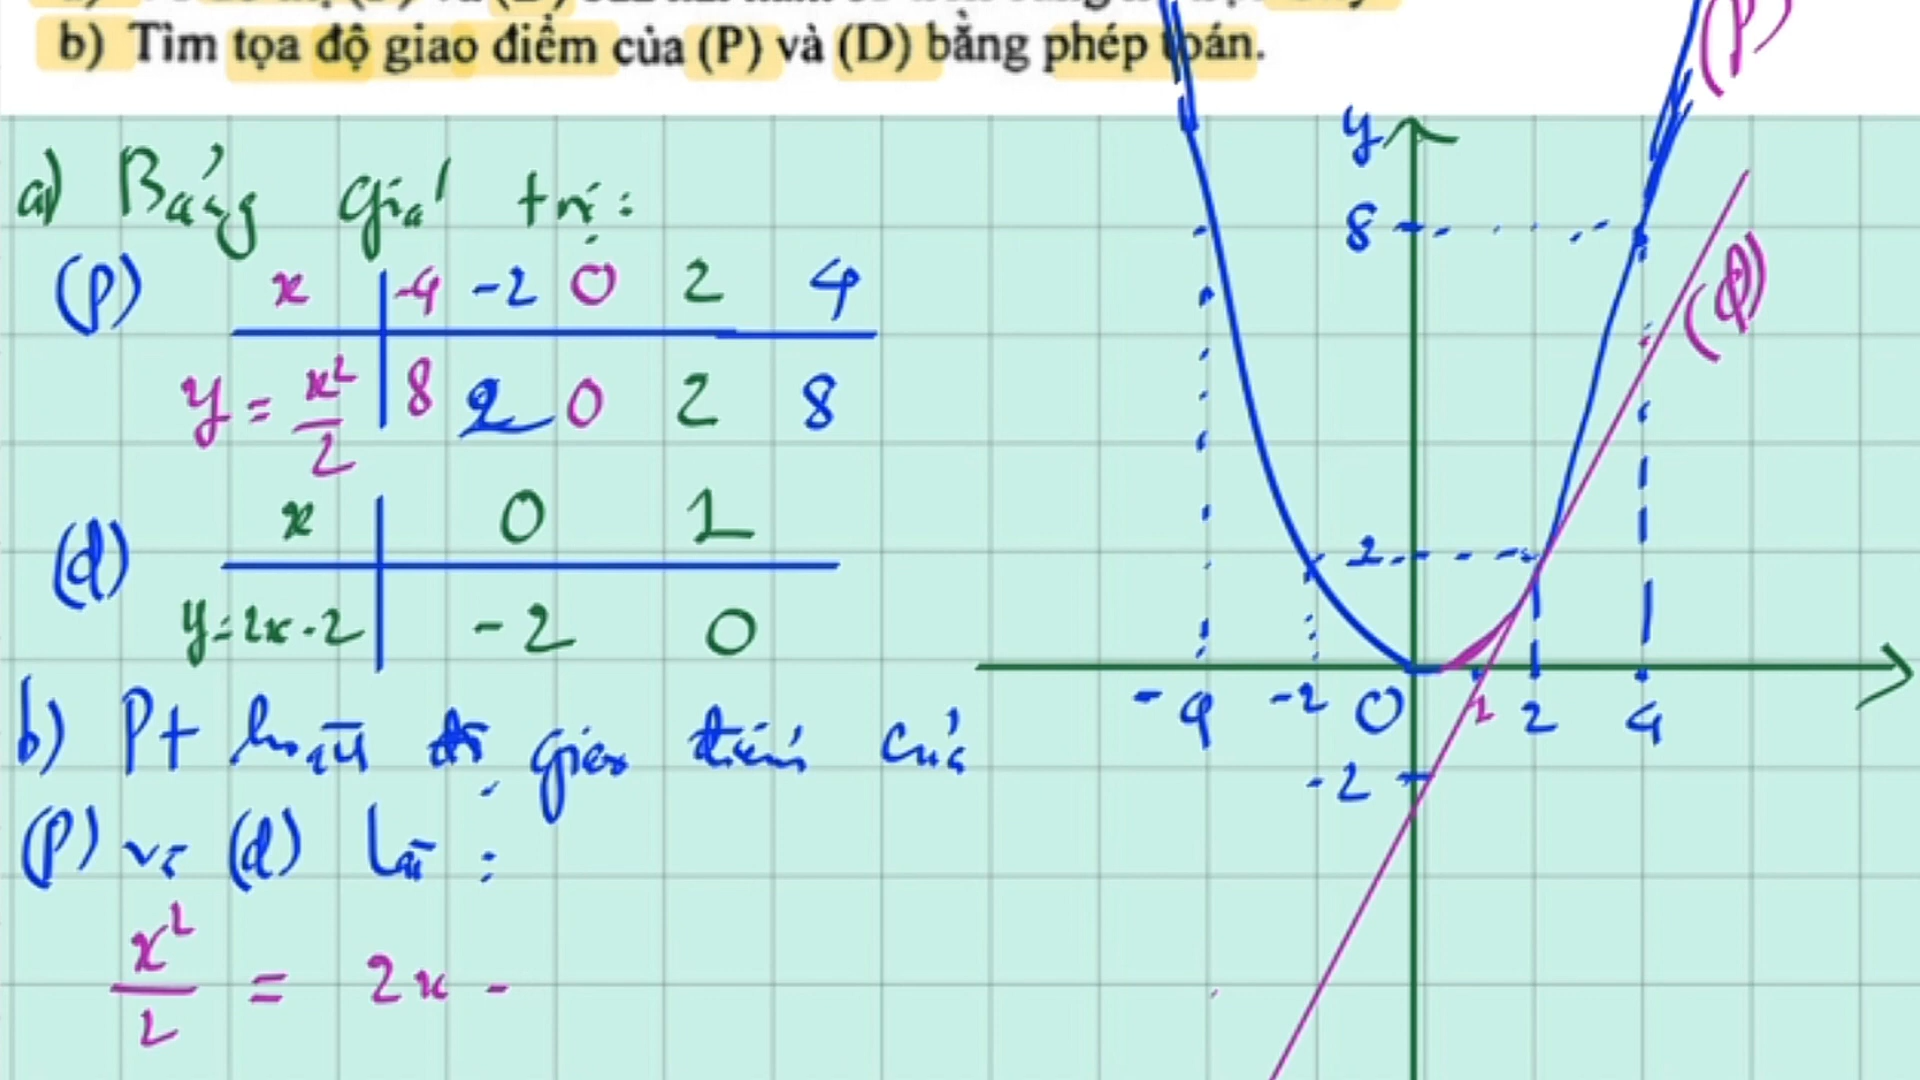 b) Tìm tọa độ giao điểm của (P) và (D) bằng phép toán.
a) Bảng giá trị:
(P) x -4 -2 0 2 4
y = x²/2 8 2 0 2 8
(d) x 0 1
y=2x-2 -2 0
b) Pt hoành độ giao điểm của
(P) và (d) là :
x²/2 = 2x -
(P)
y
8
(d)
2
-4 -2 0 1 2 4
-2